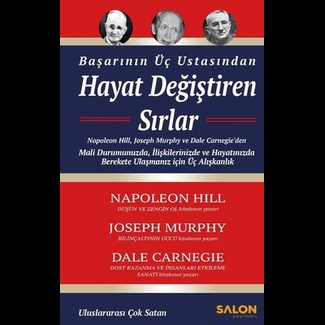 Başarının Üç Ustasından
Hayat Değiştiren
Sırlar
Napoleon Hill, Joseph Murphy ve Dale Carnegie'den
Mali Durumunuzda, İlişkilerinizde ve Hayatınızda
Berekete Ulaşmanız için Üç Alışkanlık
NAPOLEON HILL
DÜŞÜN VE ZENGİN OL kitabının yazarı
JOSEPH MURPHY
BİLİNÇALTININ GÜCÜ kitabının yazarı
DALE CARNEGIE
DOST KAZANMA VE İNSANLARI ETKİLEME
SANATI kitabının yazarı
Uluslararası Çok Satan
SALON
yayınları